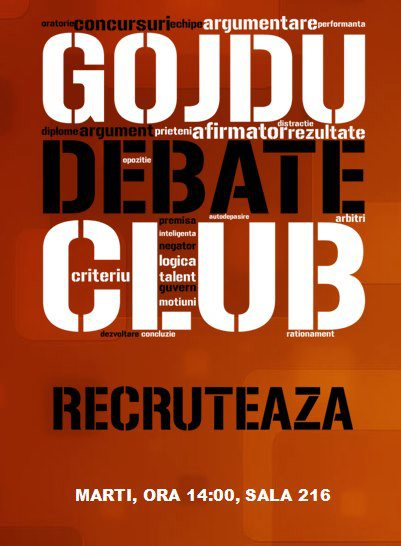 oratorie concursuri echipe argumentare performanta
GOJDU
distractie
diplome argument prieteni afirmator rezultate
opozitie
DEBATE
premisa autodepasire arbitri
inteligenta
negator
logica
criteriu talent
guvern
motiuni
CLUB
dezvoltare concluzie rationament
RECRUTEAZA
MARTI, ORA 14:00, SALA 216